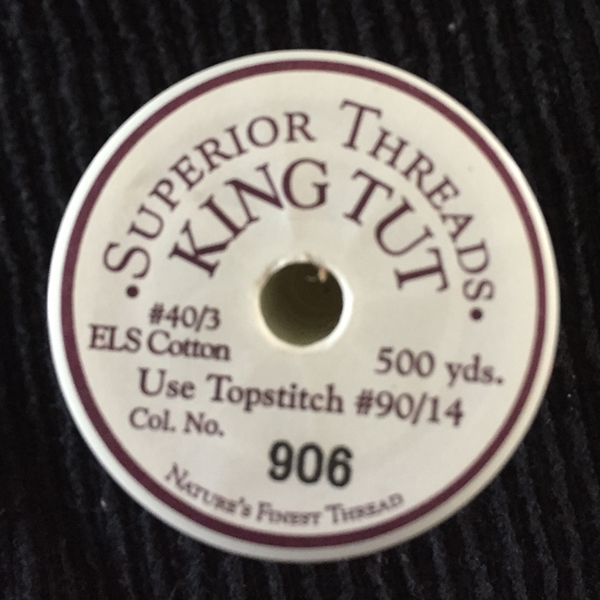 • SUPERIOR THREADS •
KING TUT
#40/3
ELS Cotton
500 yds.
Use Topstitch #90/14
Col. No.
906
NATURE'S FINEST THREAD